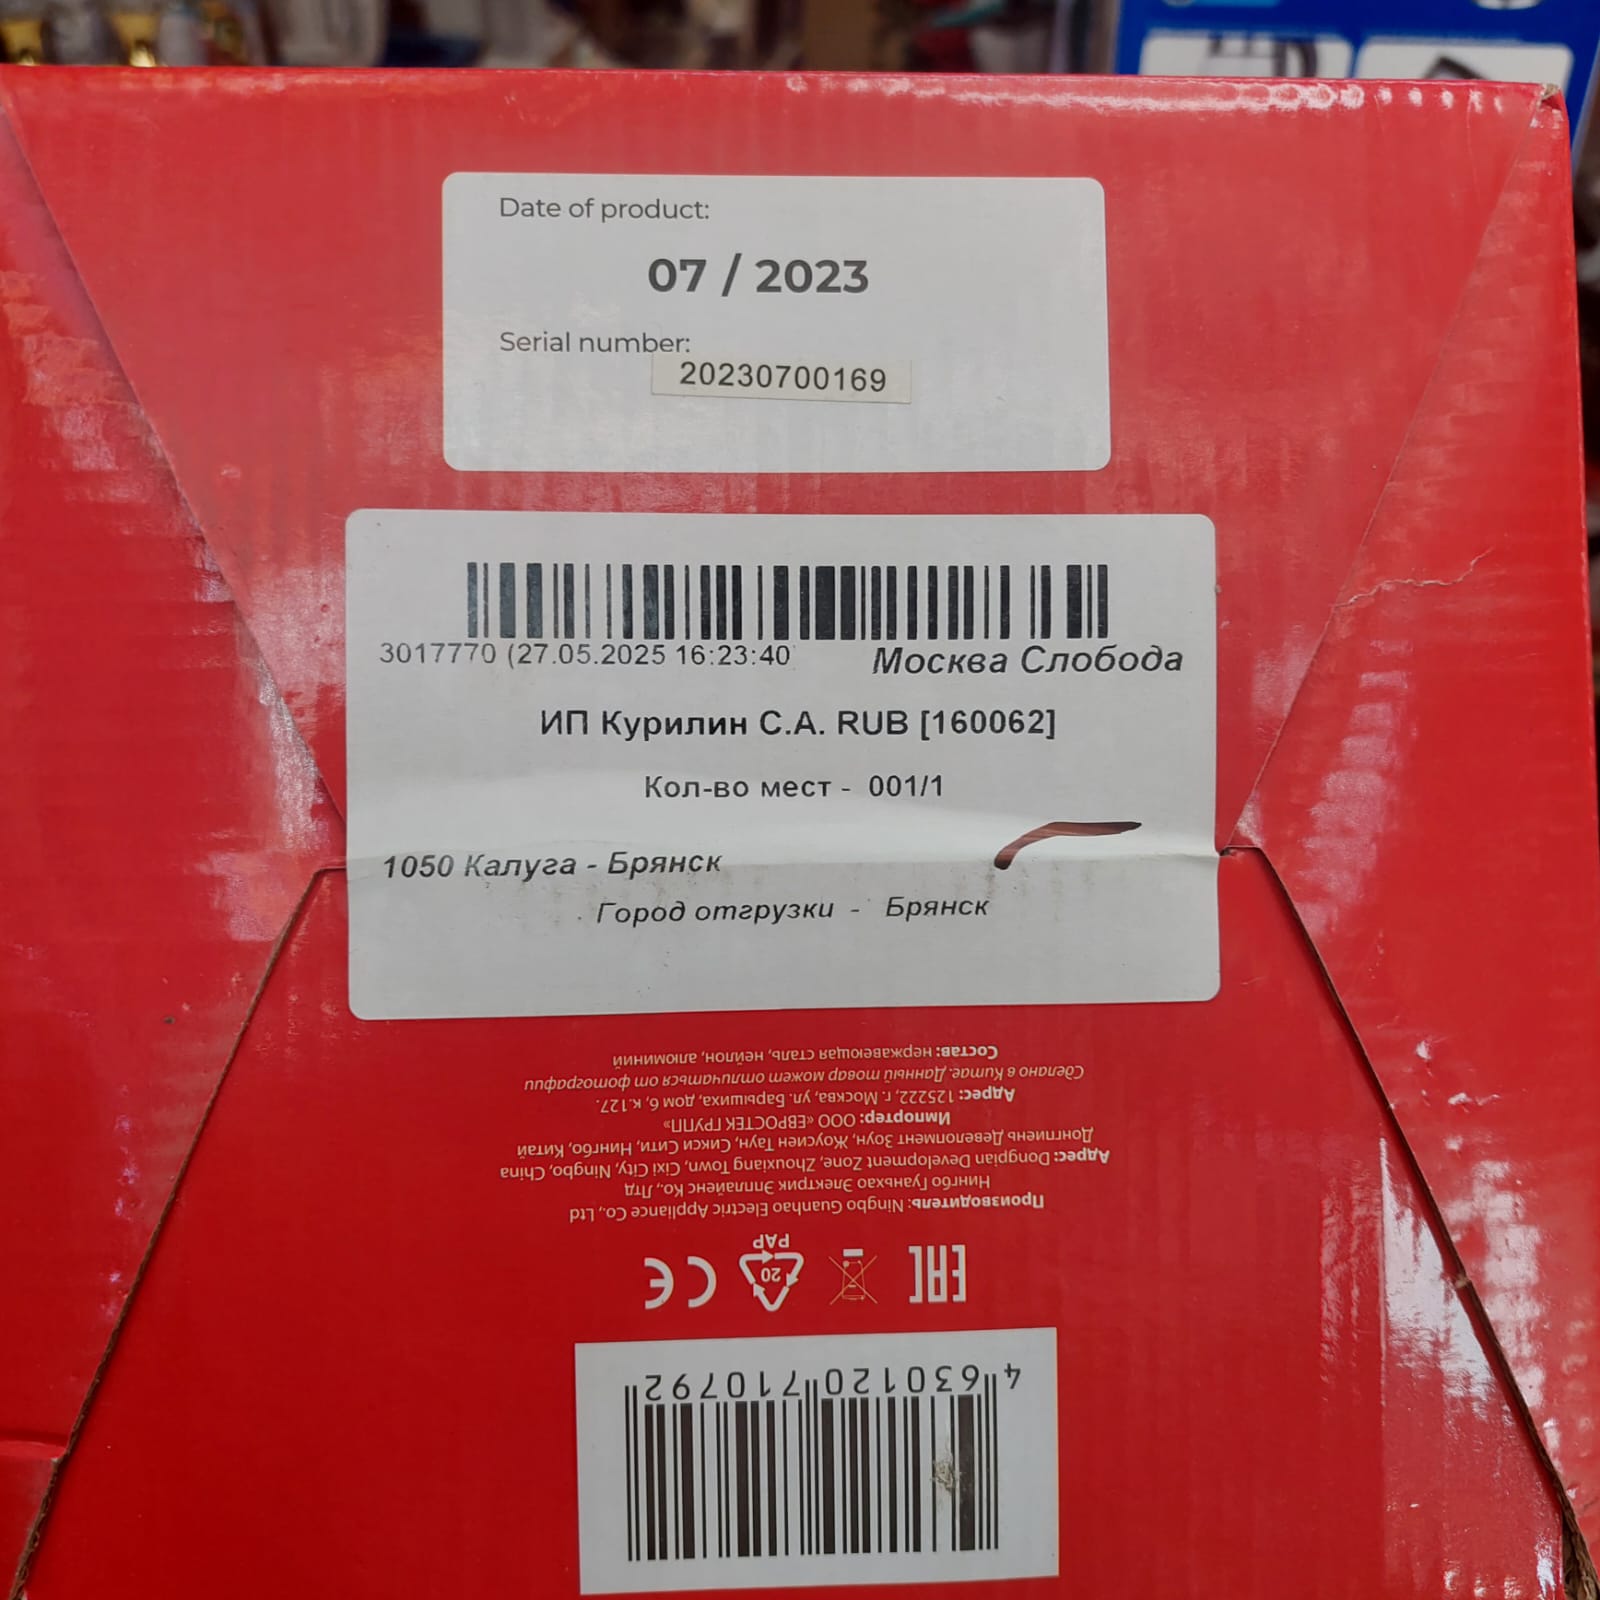 Date of product:
07 / 2023
Serial number:
20230700169
3017770 (27.05.2025 16:23:40
Москва Слобода
ИП Курилин С.А. RUB [160062]
Кол-во мест - 001/1
1050 Калуга - Брянск
Город отгрузки - Брянск
4 630120 710792
EAC
20
PAP
CE
Производитель: Ningbo Guanhao Electric Appliance Co., Ltd
Нингбо Гуаньхао Электрик Эпплайенс Ко., Лтд
Адрес: Dongpian Development Zone, Zhouxiang Town, Cixi City, Ningbo, China
Донгпиень Девелопмент Зоун, Жоусиен Таун, Сикси Сити, Нингбо, Китай
Импортер: ООО «ЕВРОСТЕК ГРУПП»
Адрес: 125222, г. Москва, ул. Барышиха, дом 6, к.127.
Сделано в Китае. Данный товар может отличаться от фотографии
Состав: нержавеющая сталь, нейлон, алюминий